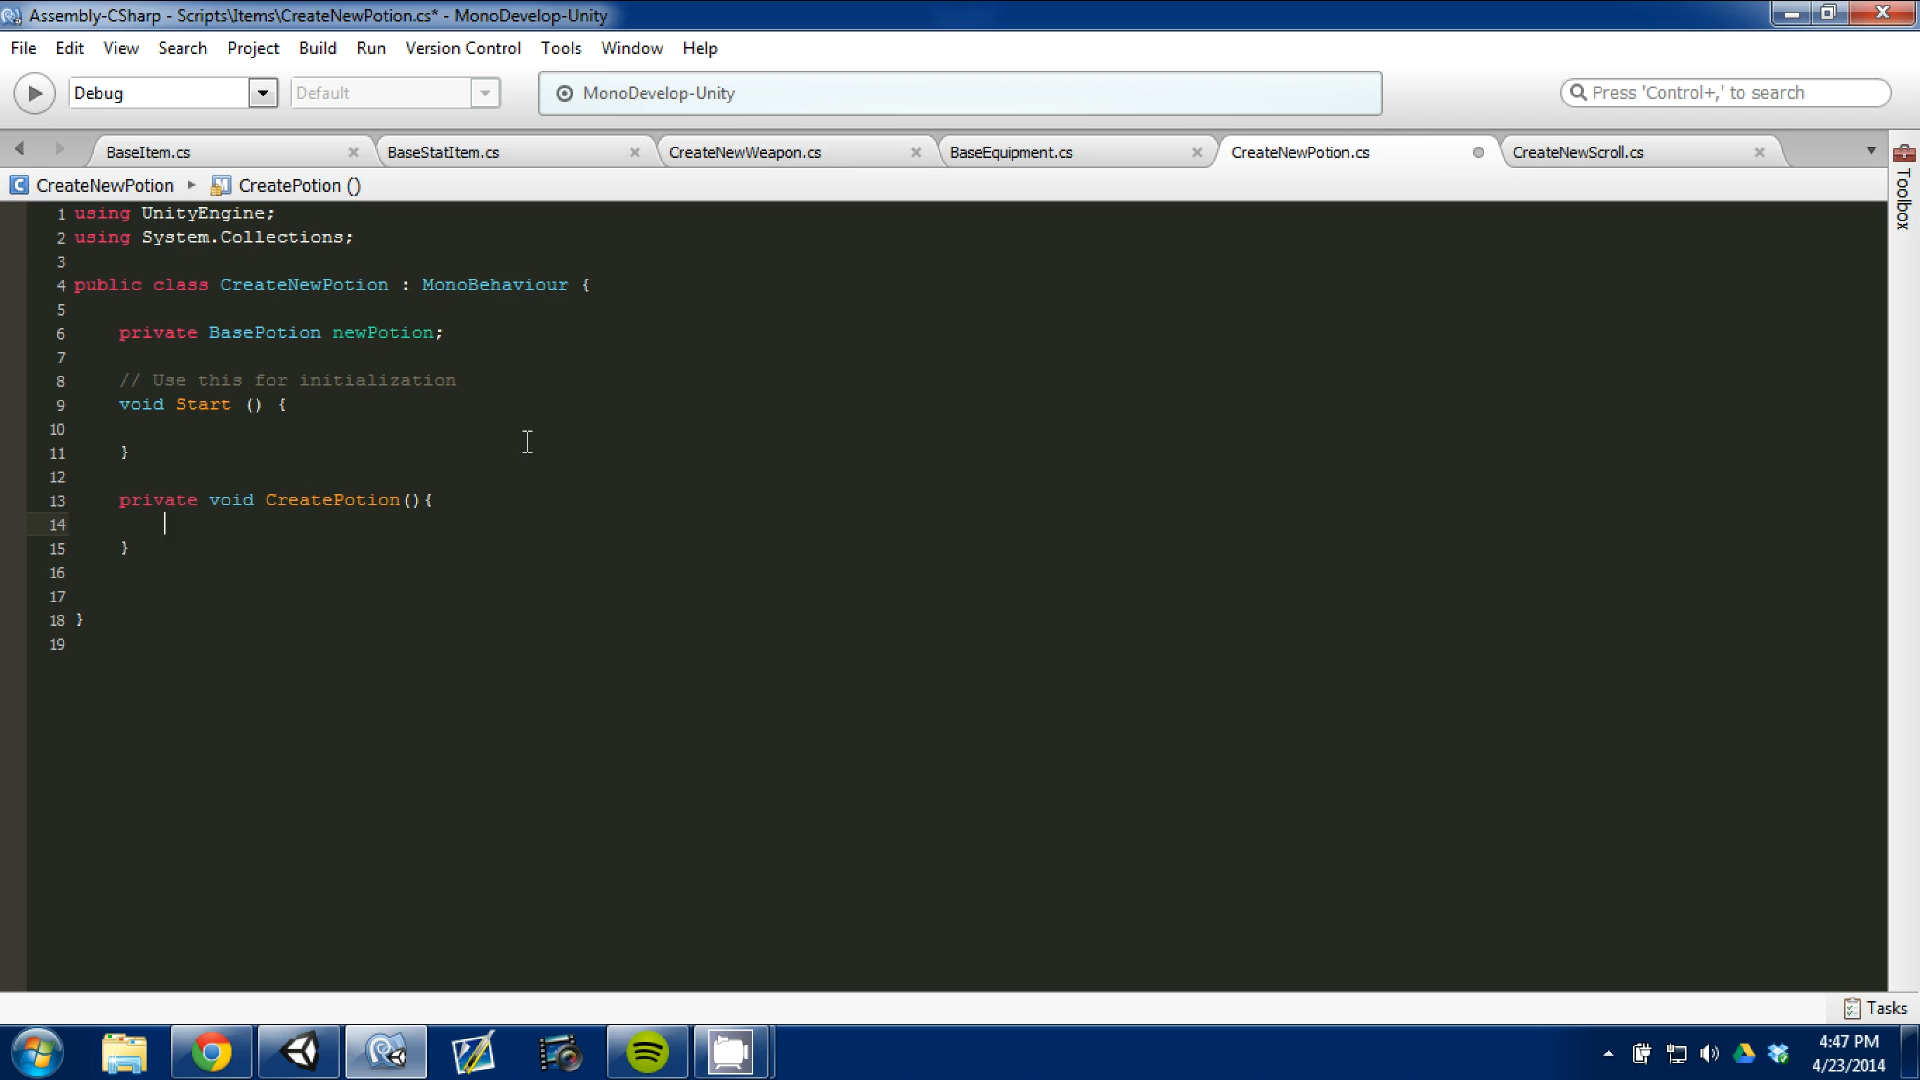 Assembly-CSharp - Scripts\Items\CreateNewPotion.cs* - MonoDevelop-Unity
File Edit View Search Project Build Run Version Control Tools Window Help
Debug Default MonoDevelop-Unity Press 'Control+,' to search
BaseItem.cs BaseStatItem.cs CreateNewWeapon.cs BaseEquipment.cs CreateNewPotion.cs CreateNewScroll.cs
Toolbox
CreateNewPotion CreatePotion ()
1 using UnityEngine;
2 using System.Collections;
3
4 public class CreateNewPotion : MonoBehaviour {
5
6 private BasePotion newPotion;
7
8 // Use this for initialization
9 void Start () {
10
11 }
12
13 private void CreatePotion(){
14
15 }
16
17
18 }
19
Tasks
4:47 PM
4/23/2014